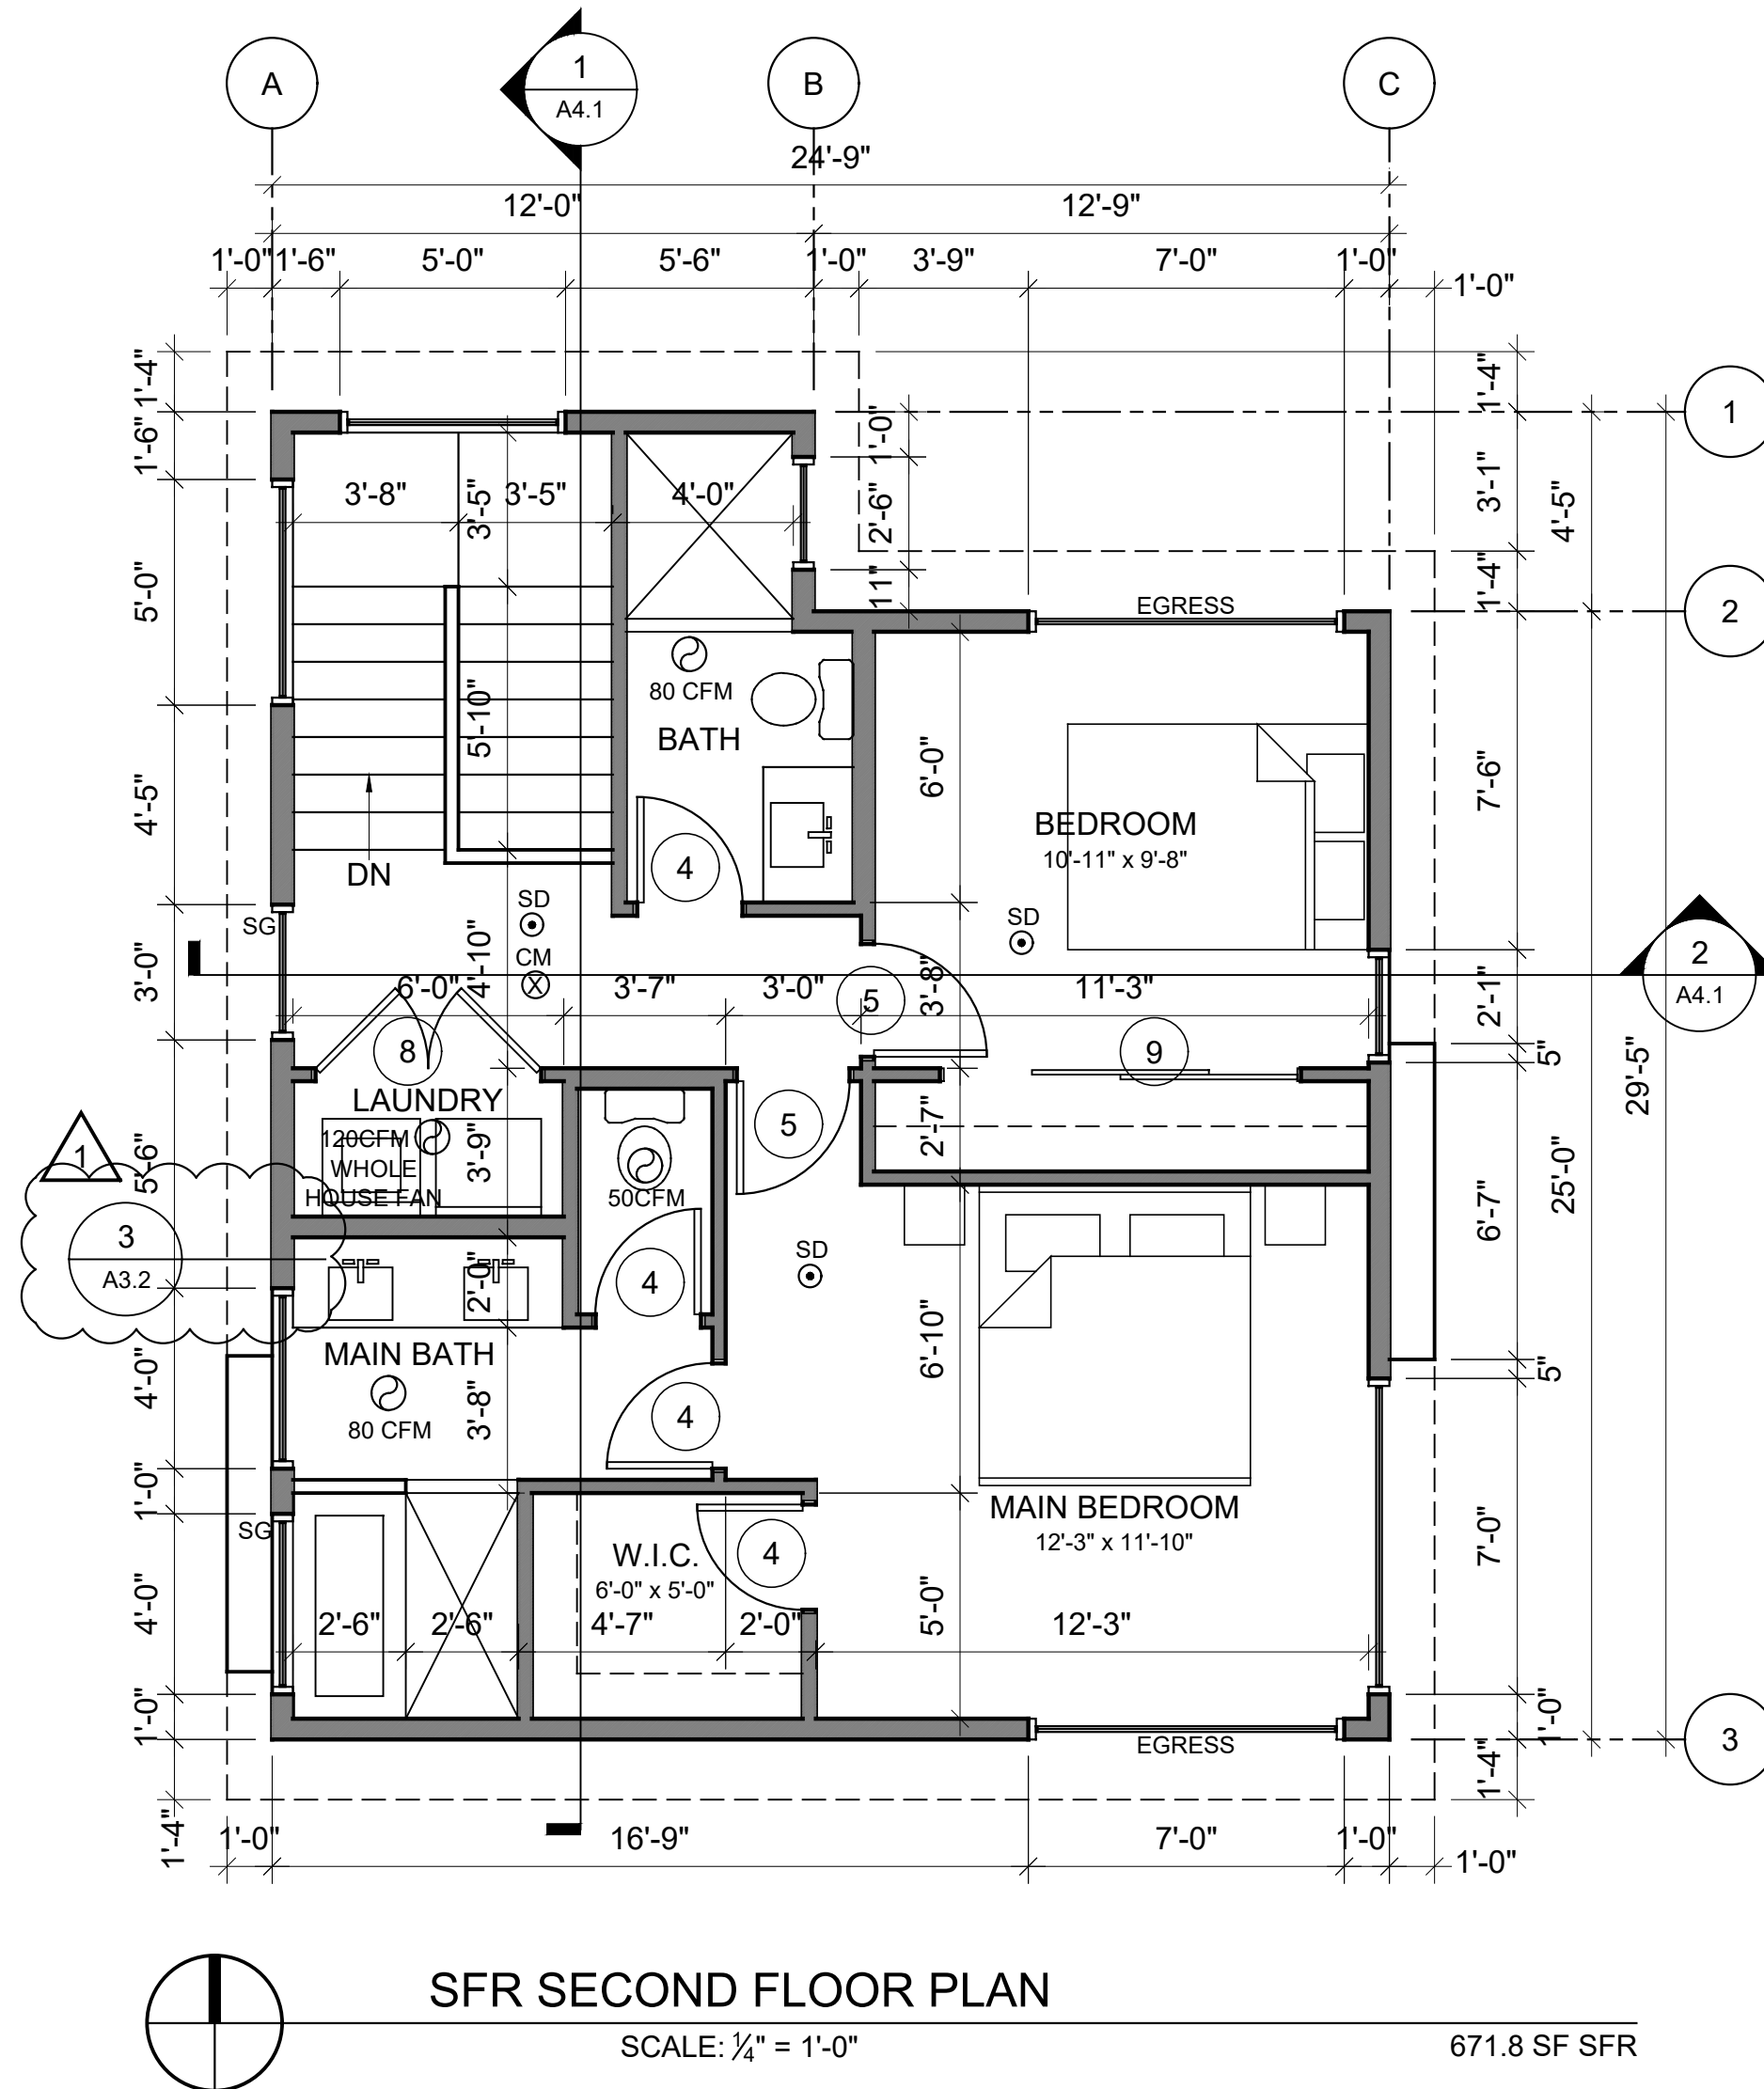 A
1
A4.1
B
C
24'-9"
12'-0"
12'-9"
1'-0"
1'-6"
5'-0"
5'-6"
1'-0"
3'-9"
7'-0"
1'-0"
1'-0"
1'-4"
1'-6"
5'-0"
4'-5"
3'-0"
5'-6"
4'-0"
1'-0"
4'-0"
1'-0"
1'-4"
1'-4"
3'-1"
4'-5"
1'-4"
7'-6"
2'-1"
5"
29'-5"
25'-0"
6'-7"
5"
7'-0"
1'-0"
1'-4"
1
2
3
2
A4.1
1'-0"
2'-6"
11"
3'-8"
3'-5"
3'-5"
4'-0"
EGRESS
80 CFM
BATH
5'-10"
6'-0"
BEDROOM
10'-11" x 9'-8"
DN
4
SD
SD
SG
CM
X
4'-10"
6'-0"
3'-7"
3'-0"
5
3'-8"
11'-3"
8
9
LAUNDRY
120CFM
WHOLE
HOUSE FAN
3'-9"
5
2'-7"
50CFM
1
3
A3.2
SD
4
2'-0"
6'-10"
MAIN BATH
80 CFM
3'-8"
4
MAIN BEDROOM
12'-3" x 11'-10"
SG
W.I.C.
6'-0" x 5'-0"
4
2'-6"
2'-6"
4'-7"
2'-0"
5'-0"
12'-3"
EGRESS
1'-0"
16'-9"
7'-0"
1'-0"
1'-0"
SFR SECOND FLOOR PLAN
SCALE: ¼" = 1'-0"
671.8 SF SFR